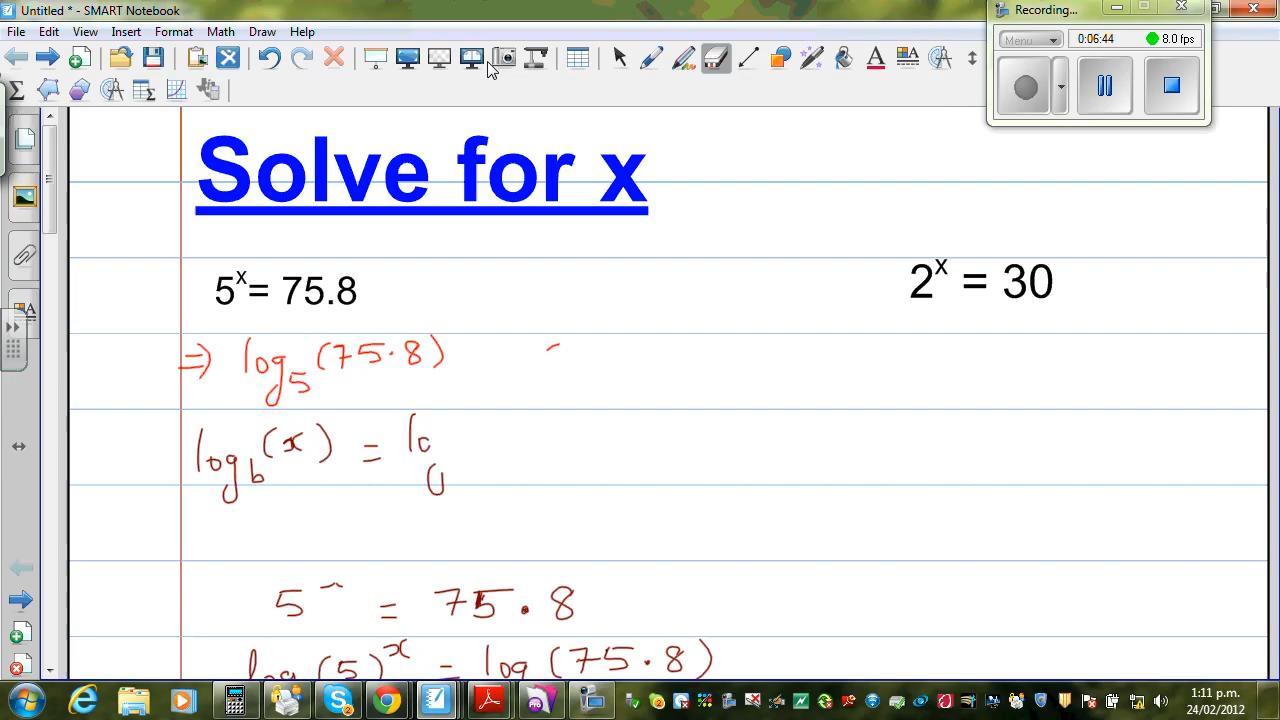 Untitled * - SMART Notebook
Recording...
File Edit View Insert Format Math Draw Help
Menu
0:06:44
8.0 fps
Solve for x
5ˣ= 75.8
2ˣ = 30
⇒ log₅(75.8)
log_b(x) = lo
5 = 75.8
log(5)ˣ = log(75.8)
1:11 p.m.
24/02/2012